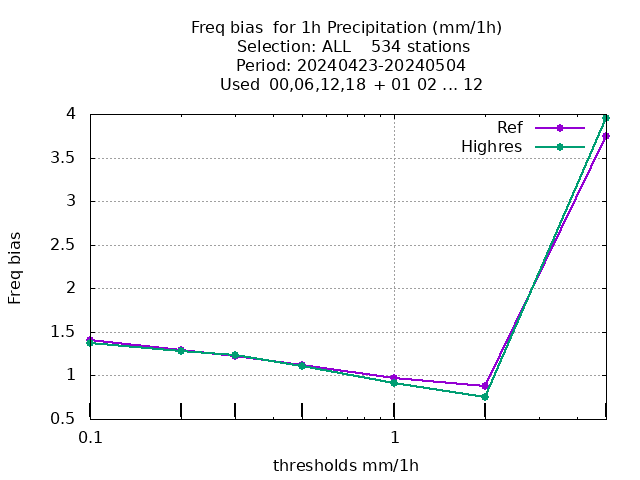 Freq bias  for 1h Precipitation (mm/1h)
Selection: ALL    534 stations
Period: 20240423-20240504
Used  00,06,12,18  + 01 02 ... 12
Ref
Highres
4
3.5
3
2.5
2
1.5
1
0.5
Freq bias
0.1
1
thresholds mm/1h